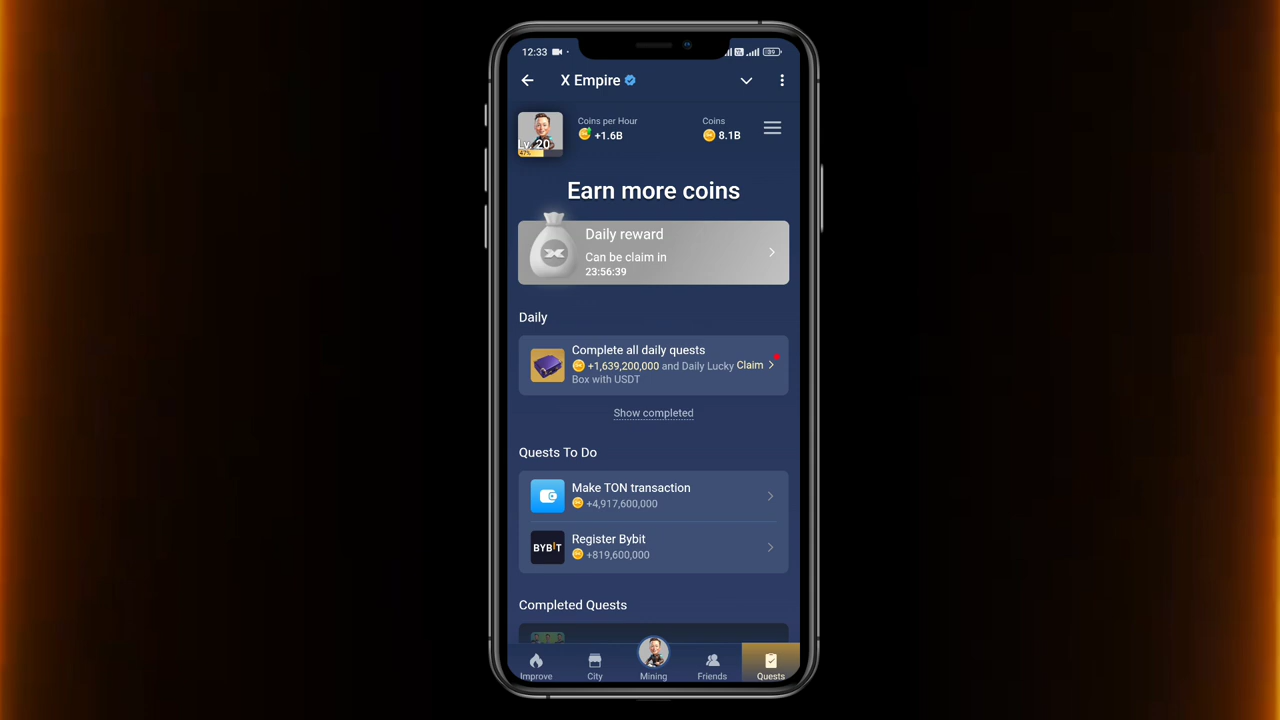 12:33
X Empire
Coins per Hour
+1.6B
Coins
8.1B
Lv. 20
47%
Earn more coins
Daily reward
Can be claim in
23:56:39
Daily
Complete all daily quests
+1,639,200,000 and Daily Lucky
Box with USDT
Claim
Show completed
Quests To Do
Make TON transaction
+4,917,600,000
BYBIT
Register Bybit
+819,600,000
Completed Quests
Improve
City
Mining
Friends
Quests